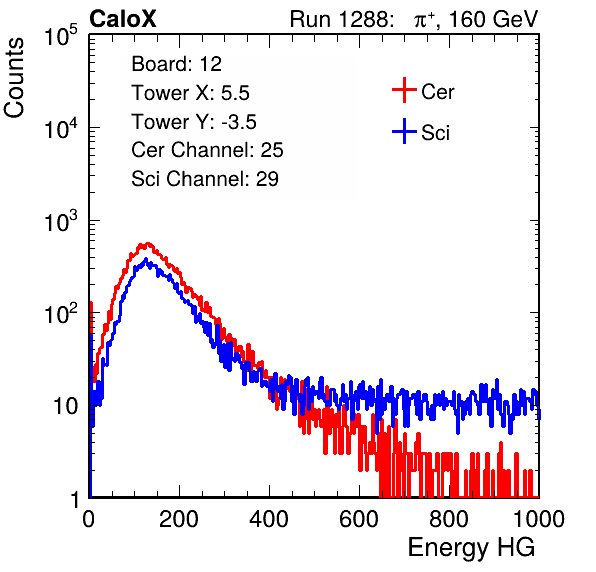 CaloX Run 1288: π⁺, 160 GeV
Counts
Board: 12
Tower X: 5.5
Tower Y: -3.5
Cer Channel: 25
Sci Channel: 29
Cer
Sci
10⁵
10⁴
10³
10²
10
1
0 200 400 600 800 1000
Energy HG